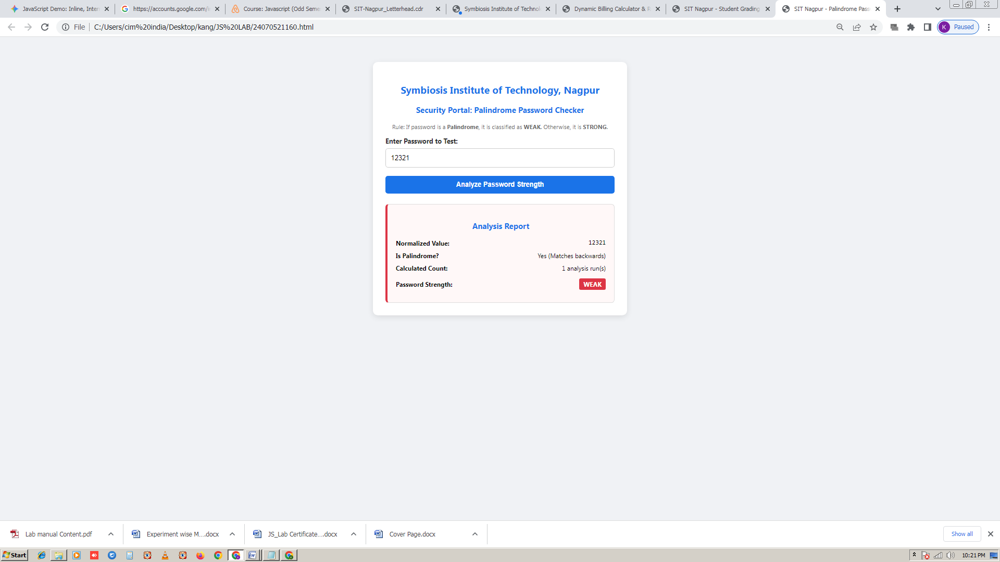 JavaScript Demo: Inline, Inter
https://accounts.google.com/i
Course: Javascript (Odd Seme
SIT-Nagpur_Letterhead.cdr
Symbiosis Institute of Technol
Dynamic Billing Calculator & R
SIT Nagpur - Student Grading
SIT Nagpur - Palindrome Pass
File
C:/Users/cim%20india/Desktop/kang/JS%20LAB/24070521160.html
K Paused
Symbiosis Institute of Technology, Nagpur
Security Portal: Palindrome Password Checker
Rule: If password is a Palindrome, it is classified as WEAK. Otherwise, it is STRONG.
Enter Password to Test:
12321
Analyze Password Strength
Analysis Report
Normalized Value: 12321
Is Palindrome? Yes (Matches backwards)
Calculated Count: 1 analysis run(s)
Password Strength: WEAK
Lab manual Content.pdf
Experiment wise M....docx
JS_Lab Certificate....docx
Cover Page.docx
Show all
Start
10:21 PM